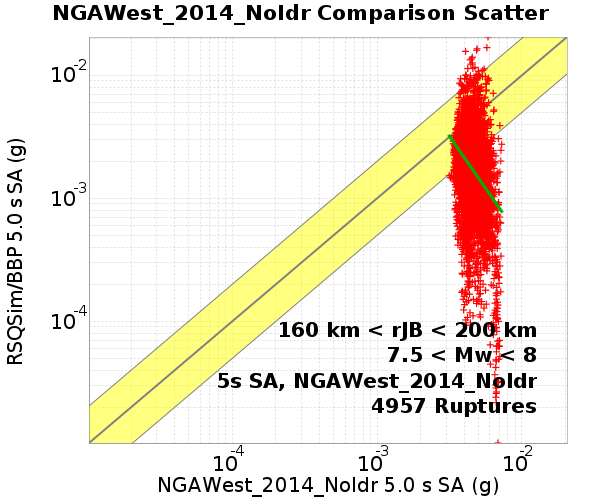 NGAWest_2014_NoIdr Comparison Scatter
RSQSim/BBP 5.0 s SA (g)
10-2
10-3
10-4
160 km < rJB < 200 km
7.5 < Mw < 8
5s SA, NGAWest_2014_NoIdr
4957 Ruptures
10-4 10-3 10-2
NGAWest_2014_NoIdr 5.0 s SA (g)